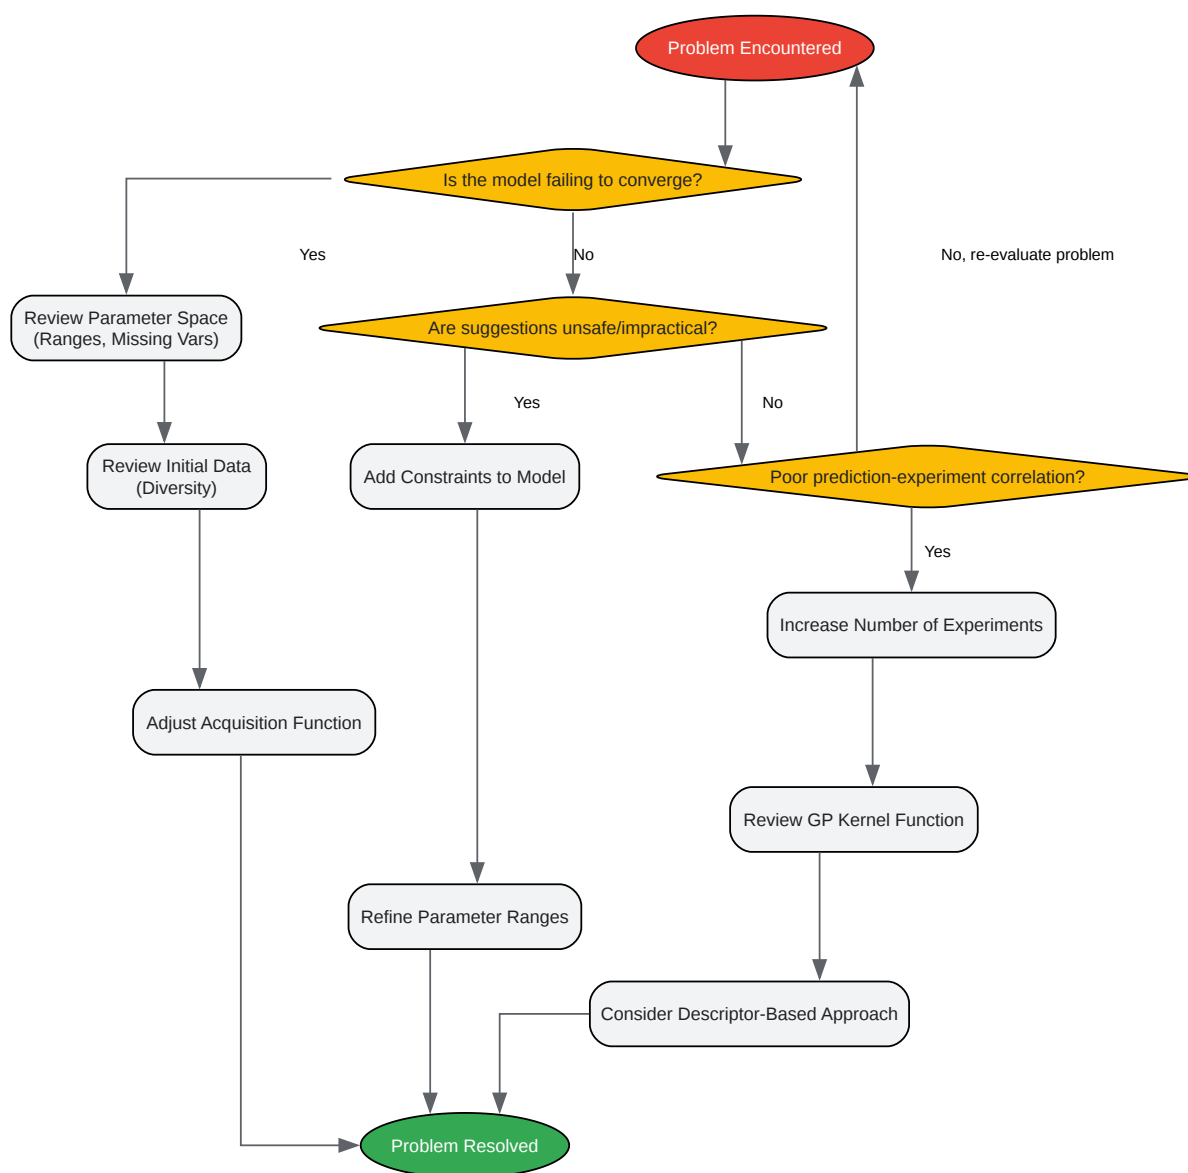 Problem Encountered
Is the model failing to converge?
Yes
No
No, re-evaluate problem
Review Parameter Space
(Ranges, Missing Vars)
Are suggestions unsafe/impractical?
Yes
No
Review Initial Data
(Diversity)
Add Constraints to Model
Poor prediction-experiment correlation?
Yes
Increase Number of Experiments
Adjust Acquisition Function
Review GP Kernel Function
Refine Parameter Ranges
Consider Descriptor-Based Approach
Problem Resolved